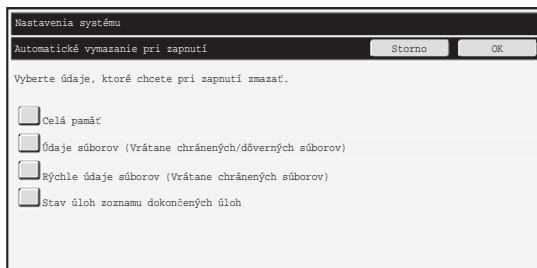 Nastavenia systému
Automatické vymazanie pri zapnutí Storno OK
Vyberte údaje, ktoré chcete pri zapnutí zmazať.
Celá pamäť
Údaje súborov (Vrátane chránených/dôverných súborov)
Rýchle údaje súborov (Vrátane chránených súborov)
Stav úloh zoznamu dokončených úloh